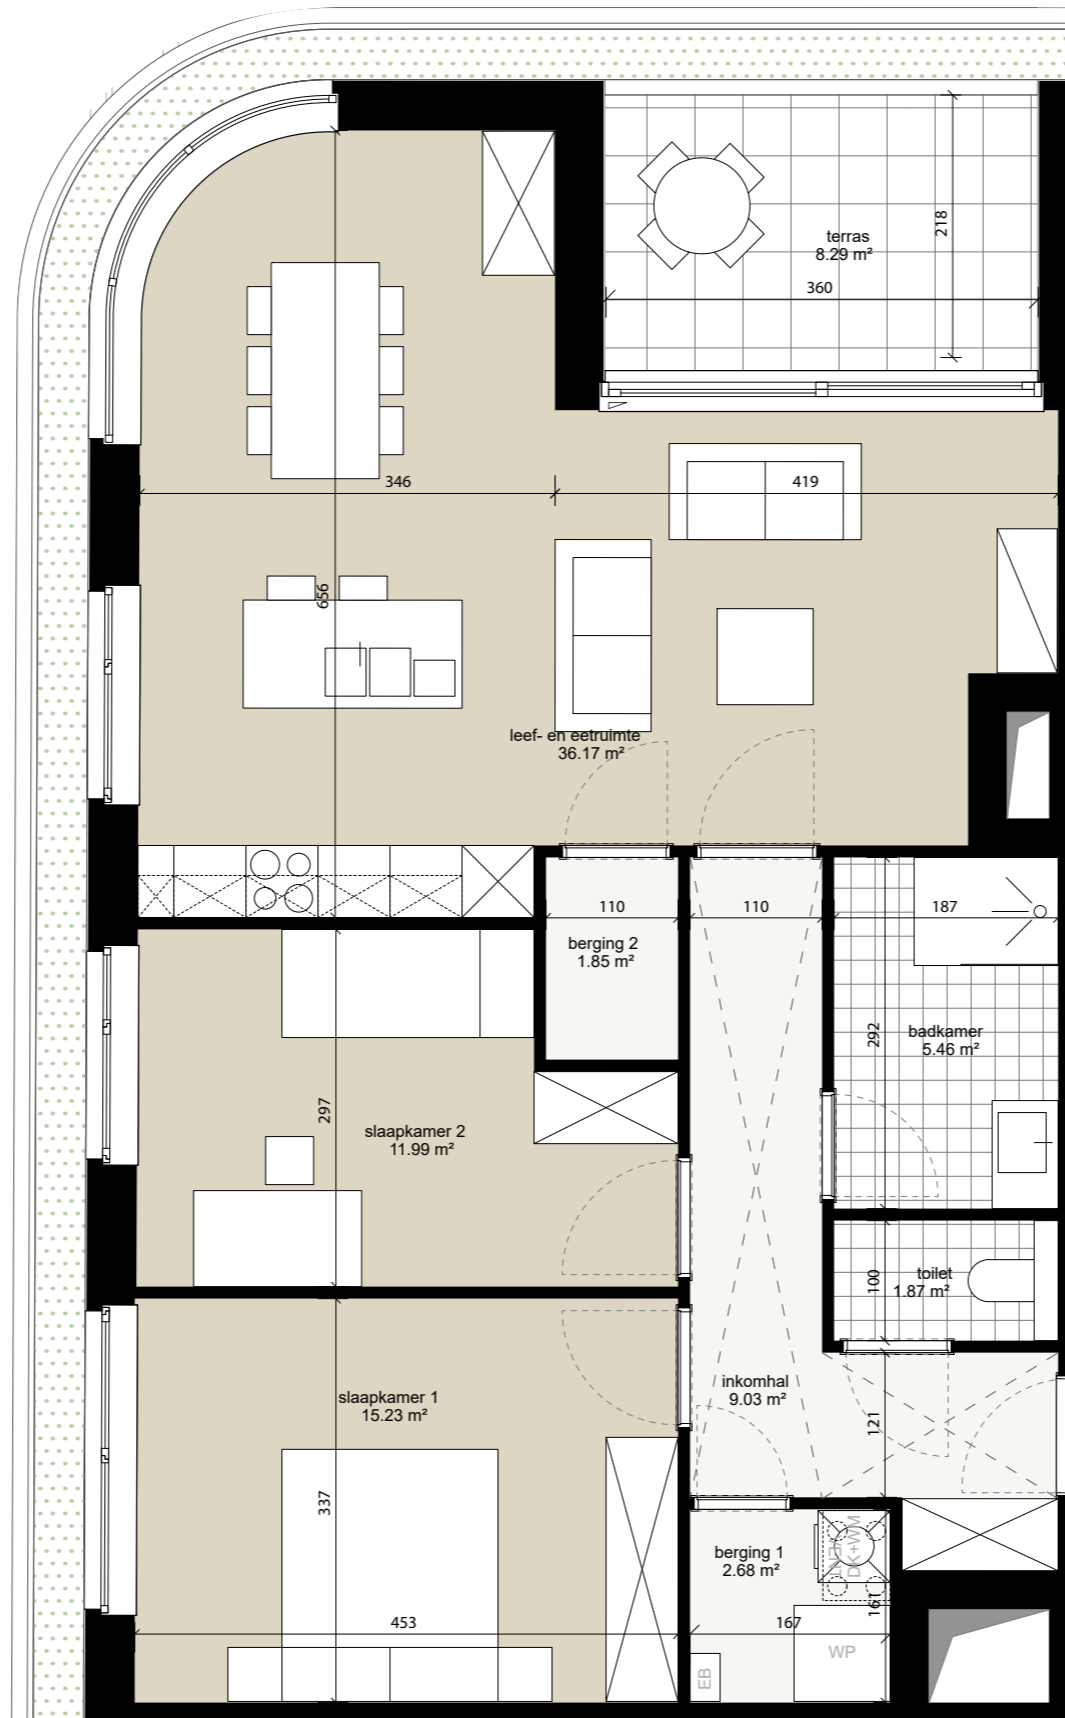 terras
8.29 m²
218
360
346
419
656
leef- en eetruimte
36.17 m²
110
110
187
berging 2
1.85 m²
292
badkamer
5.46 m²
297
slaapkamer 2
11.99 m²
100
toilet
1.87 m²
inkomhal
9.03 m²
121
slaapkamer 1
15.23 m²
337
berging 1
2.68 m²
VENT
DK+WM
161
453
167
WP
EB